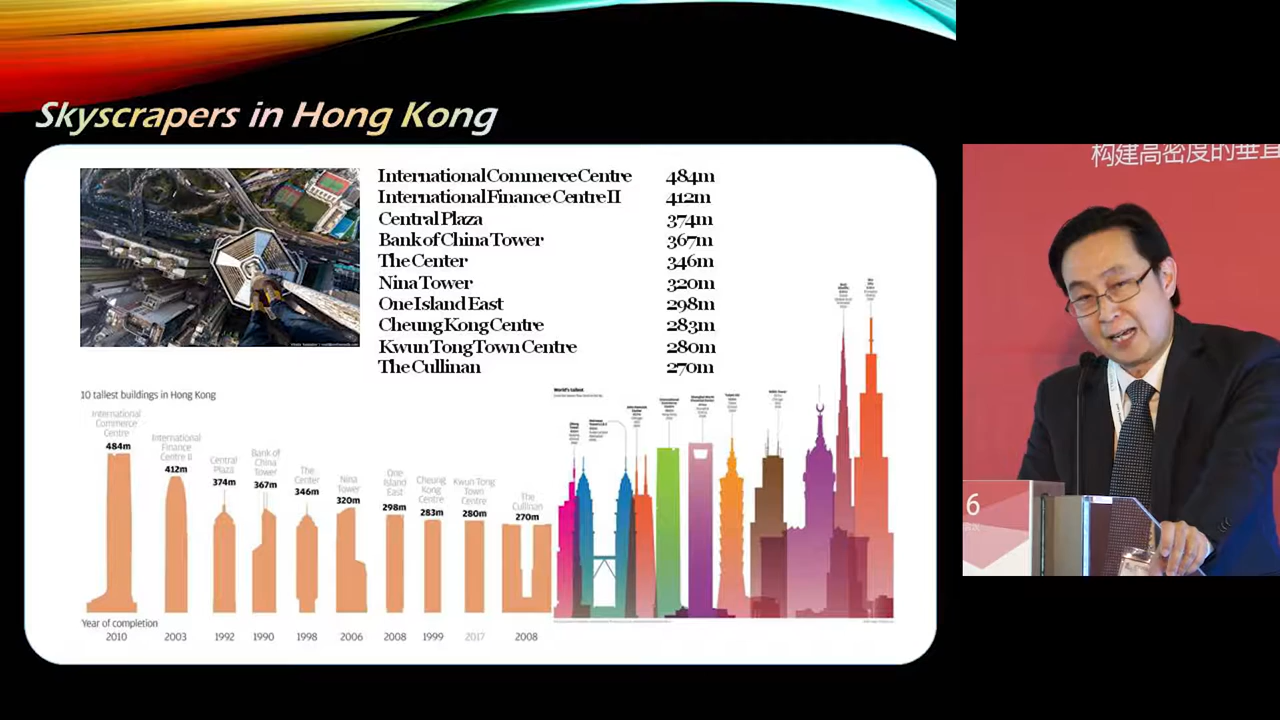 Skyscrapers in Hong Kong
International Commerce Centre 484m
International Finance Centre II 412m
Central Plaza 374m
Bank of China Tower 367m
The Center 346m
Nina Tower 320m
One Island East 298m
Cheung Kong Centre 283m
Kwun Tong Town Centre 280m
The Cullinan 270m
10 tallest buildings in Hong Kong
International
Commerce
Centre
484m
International
Finance
Centre II
412m
Central
Plaza
374m
Bank of
China
Tower
367m
The
Center
346m
Nina
Tower
320m
One
Island
East
298m
Cheung
Kong
Centre
283m
Kwun Tong
Town
Centre
280m
The
Cullinan
270m
Year of completion
2010 2003 1992 1990 1998 2006 2008 1999 2017 2008
World's tallest
构建高密度的垂直
6